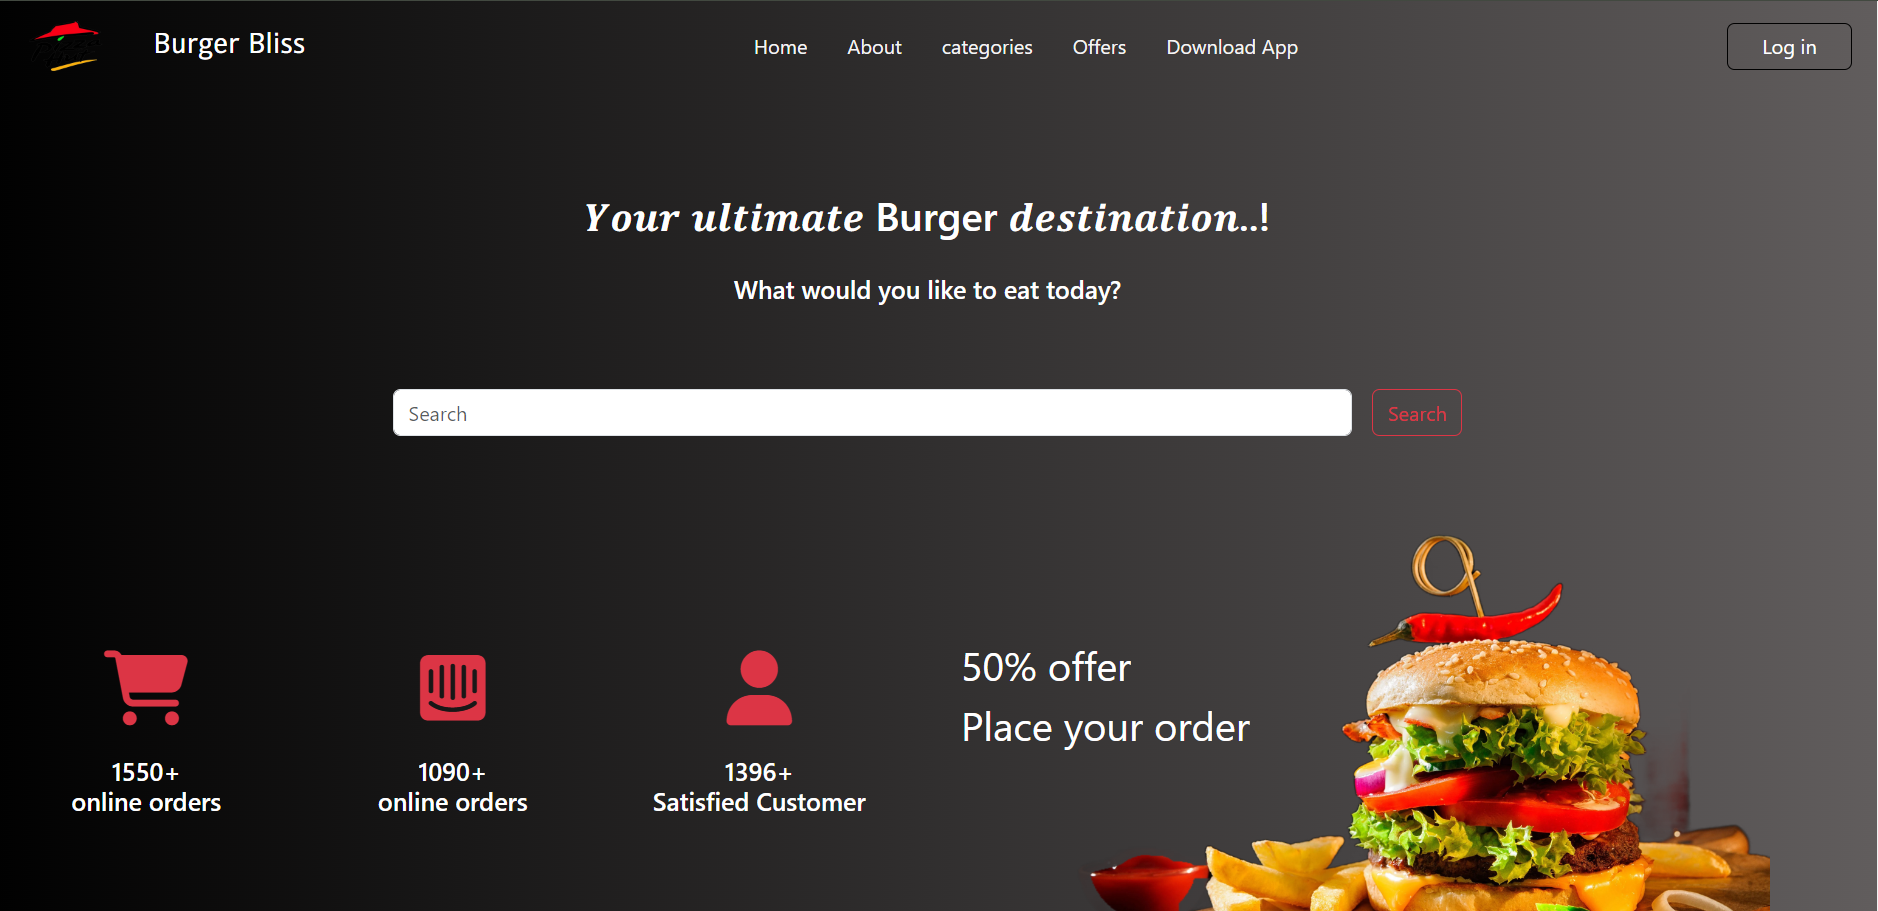 Burger Bliss
Home About categories Offers Download App
Log in
Your ultimate Burger destination..!
What would you like to eat today?
Search
Search
1550+
online orders
1090+
online orders
1396+
Satisfied Customer
50% offer
Place your order